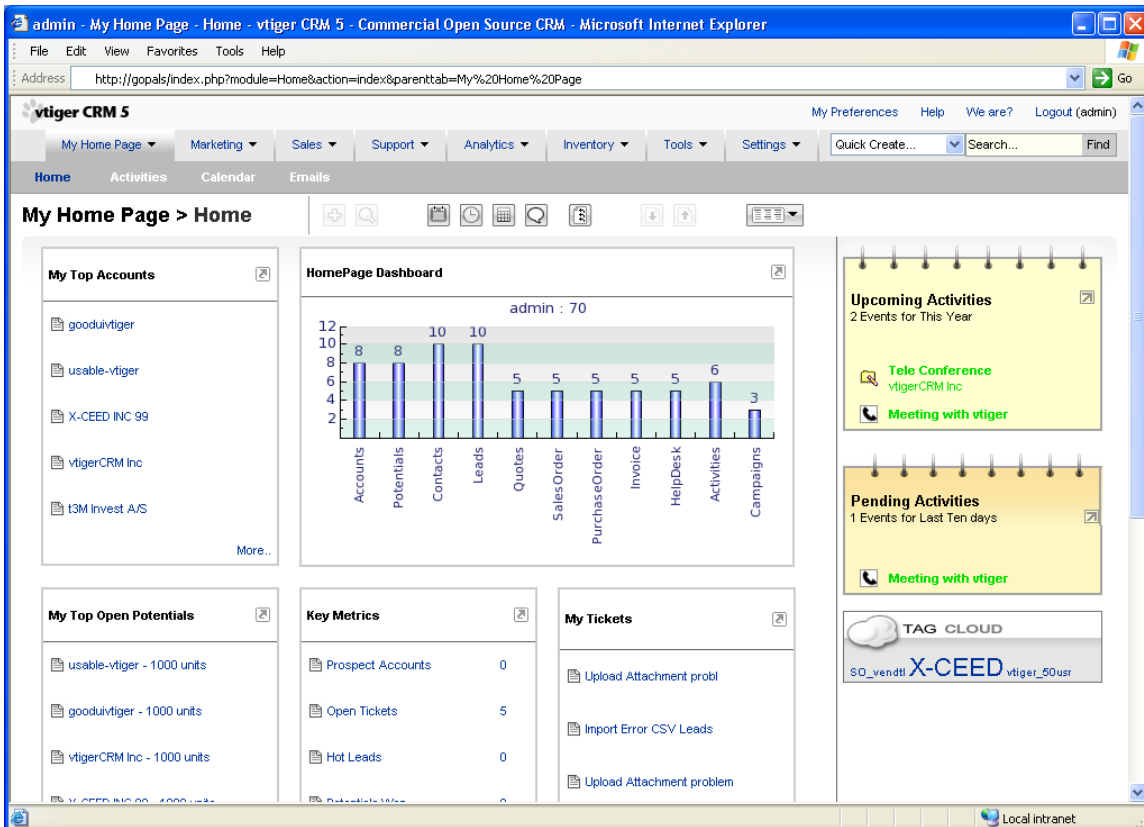 admin - My Home Page - Home - vtiger CRM 5 - Commercial Open Source CRM - Microsoft Internet Explorer
File Edit View Favorites Tools Help
Address http://gopals/index.php?module=Home&action=index&parenttab=My%20Home%20Page Go
vtiger CRM 5 My Preferences Help We are? Logout (admin)
My Home Page Marketing Sales Support Analytics Inventory Tools Settings Quick Create... Search... Find
Home Activities Calendar Emails
My Home Page > Home
My Top Accounts
gooduivtiger
usable-vtiger
X-CEED INC 99
vtigerCRM Inc
t3M Invest A/S
More..
HomePage Dashboard
admin : 70
12
10
8
6
4
2
8 8 10 10 5 5 5 5 5 6 3
Accounts
Potentials
Contacts
Leads
Quotes
SalesOrder
PurchaseOrder
Invoice
HelpDesk
Activities
Campaigns
Upcoming Activities
2 Events for This Year
Tele Conference
vtigerCRM Inc
Meeting with vtiger
Pending Activities
1 Events for Last Ten days
Meeting with vtiger
TAG CLOUD
SO_vendtl X-CEED vtiger_50usr
My Top Open Potentials
usable-vtiger - 1000 units
gooduivtiger - 1000 units
vtigerCRM Inc - 1000 units
X-CEED INC 99 - 1000 units
Key Metrics
Prospect Accounts 0
Open Tickets 5
Hot Leads 0
Potentials Won
My Tickets
Upload Attachment probl
Import Error CSV Leads
Upload Attachment problem
Local intranet